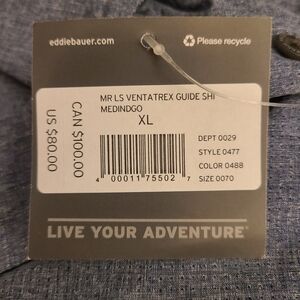 eddiebauer.com
Please recycle
MR LS VENTATREX GUIDE SHI
MEDINDGO
XL
CAN $100.00
US $80.00
DEPT 0029
STYLE 0477
COLOR 0488
SIZE 0070
4 00011 75502 7
LIVE YOUR ADVENTURE